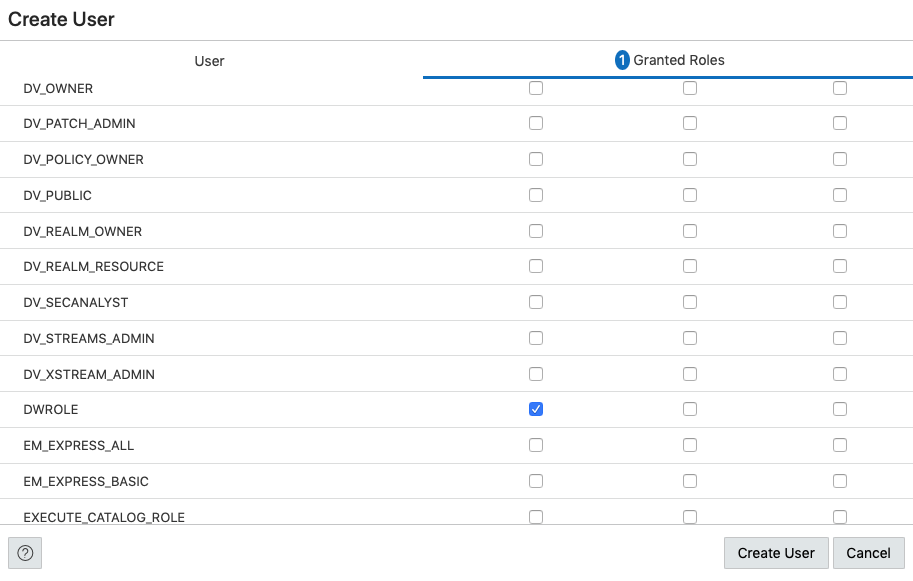 Create User
User
1 Granted Roles
DV_OWNER
DV_PATCH_ADMIN
DV_POLICY_OWNER
DV_PUBLIC
DV_REALM_OWNER
DV_REALM_RESOURCE
DV_SECANALYST
DV_STREAMS_ADMIN
DV_XSTREAM_ADMIN
DWROLE
EM_EXPRESS_ALL
EM_EXPRESS_BASIC
EXECUTE_CATALOG_ROLE
?
Create User
Cancel